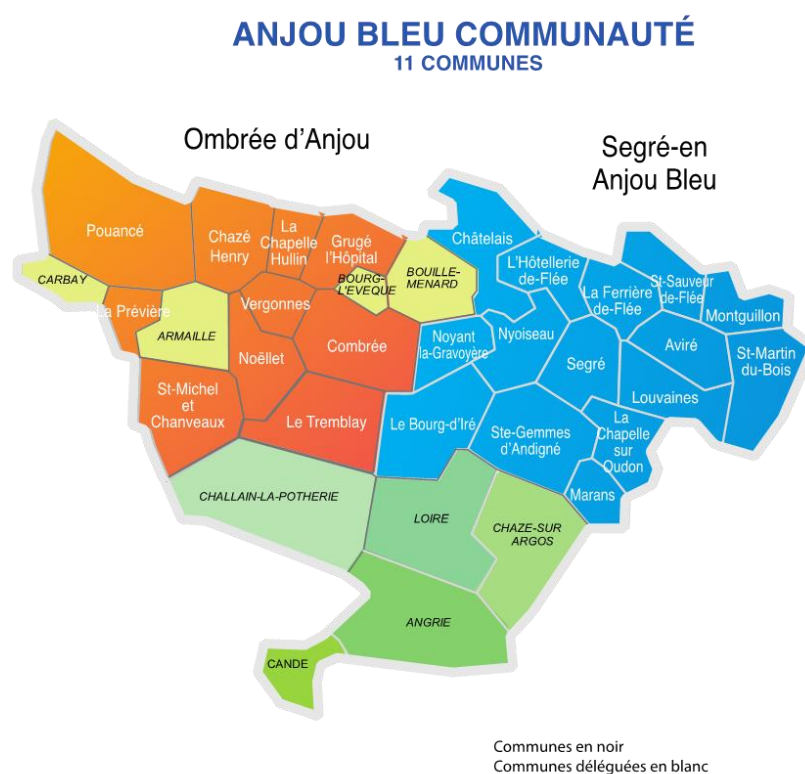 ANJOU BLEU COMMUNAUTÉ
11 COMMUNES
Ombrée d'Anjou
Segré-en
Anjou Bleu
Pouancé
Chazé
Henry
La
Chapelle
Hullin
Grugé
l'Hôpital
Châtelais
L'Hôtellerie
de-Flée
La Ferrière
de-Flée
St-Sauveur
de-Flée
Montguillon
CARBAY
BOURG-
L'EVEQUE
BOUILLE-
MENARD
La Prévière
ARMAILLE
Vergonnes
Noëllet
Combrée
Noyant
la-Gravoyère
Nyoiseau
Segré
Aviré
St-Martin
du-Bois
St-Michel
et
Chanveaux
Le Tremblay
Le Bourg-d'Iré
Ste-Gemmes
d'Andigné
Louvaines
La
Chapelle
sur
Oudon
Marans
CHALLAIN-LA-POTHERIE
LOIRE
CHAZE-SUR
ARGOS
ANGRIE
CANDE
Communes en noir
Communes déléguées en blanc